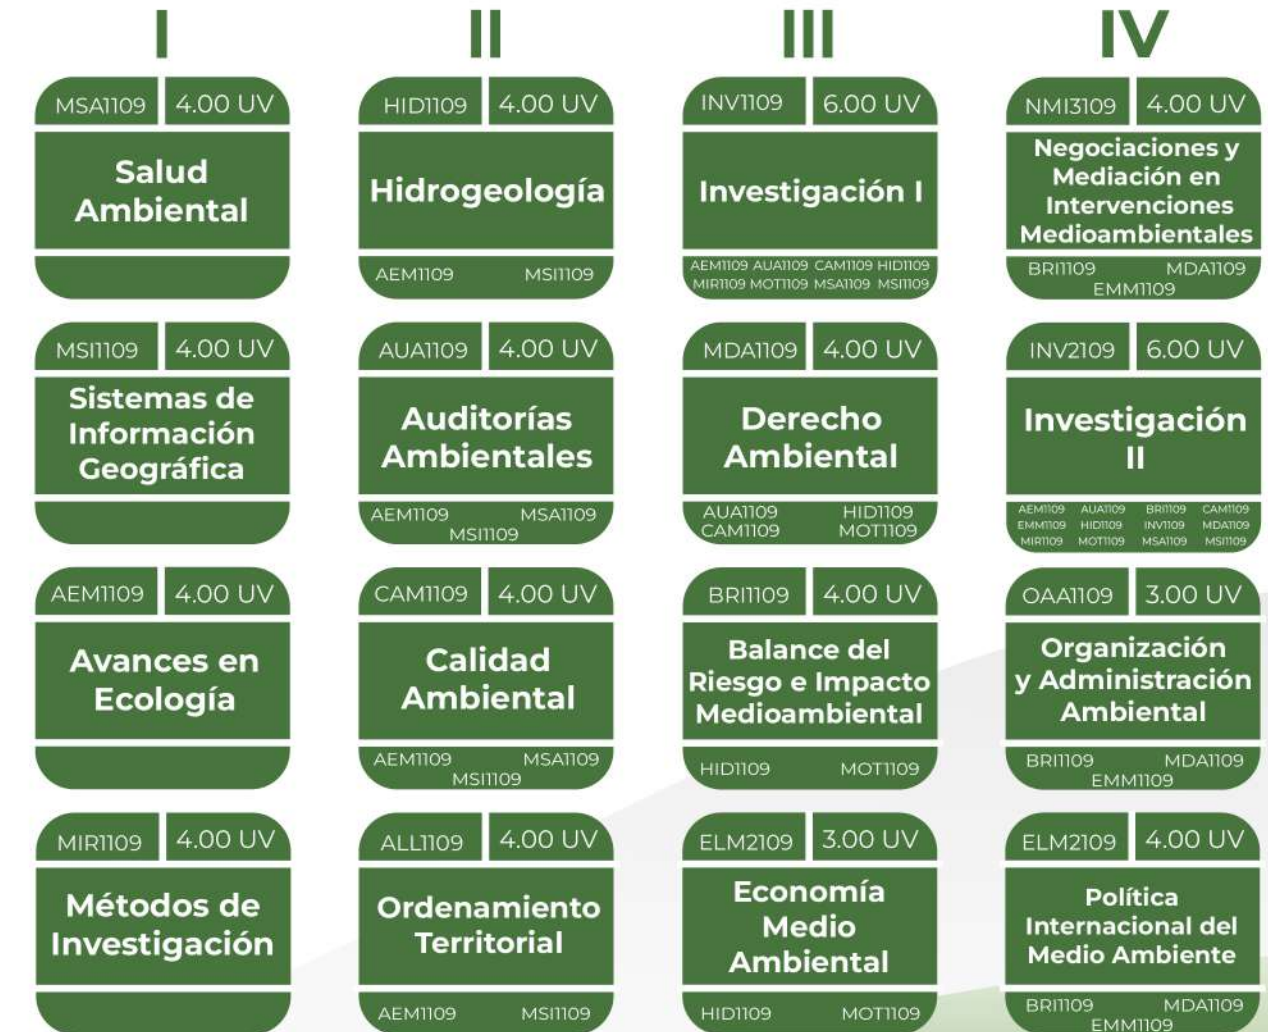 I
II
III
IV
MSA1109 4.00 UV
Salud
Ambiental
HID1109 4.00 UV
Hidrogeología
AEM1109 MSI1109
INV1109 6.00 UV
Investigación I
AEM1109 AUA1109 CAM1109 HID1109
MIR1109 MOT1109 MSA1109 MSI1109
NMI3109 4.00 UV
Negociaciones y
Mediación en
Intervenciones
Medioambientales
BRI1109 MDA1109
EMM1109
MSI1109 4.00 UV
Sistemas de
Información
Geográfica
AUA1109 4.00 UV
Auditorías
Ambientales
AEM1109 MSA1109
MSI1109
MDA1109 4.00 UV
Derecho
Ambiental
AUA1109 HID1109
CAM1109 MOT1109
INV2109 6.00 UV
Investigación
II
AEM1109 AUA1109 BRI1109 CAM1109
EMM1109 HID1109 INV1109 MDA1109
MIR1109 MOT1109 MSA1109 MSI1109
AEM1109 4.00 UV
Avances en
Ecología
CAM1109 4.00 UV
Calidad
Ambiental
AEM1109 MSA1109
MSI1109
BRI1109 4.00 UV
Balance del
Riesgo e Impacto
Medioambiental
HID1109 MOT1109
OAA1109 3.00 UV
Organización
y Administración
Ambiental
BRI1109 MDA1109
EMM1109
MIR1109 4.00 UV
Métodos de
Investigación
ALL1109 4.00 UV
Ordenamiento
Territorial
AEM1109 MSI1109
ELM2109 3.00 UV
Economía
Medio
Ambiental
HID1109 MOT1109
ELM2109 4.00 UV
Política
Internacional del
Medio Ambiente
BRI1109 MDA1109
EMM1109